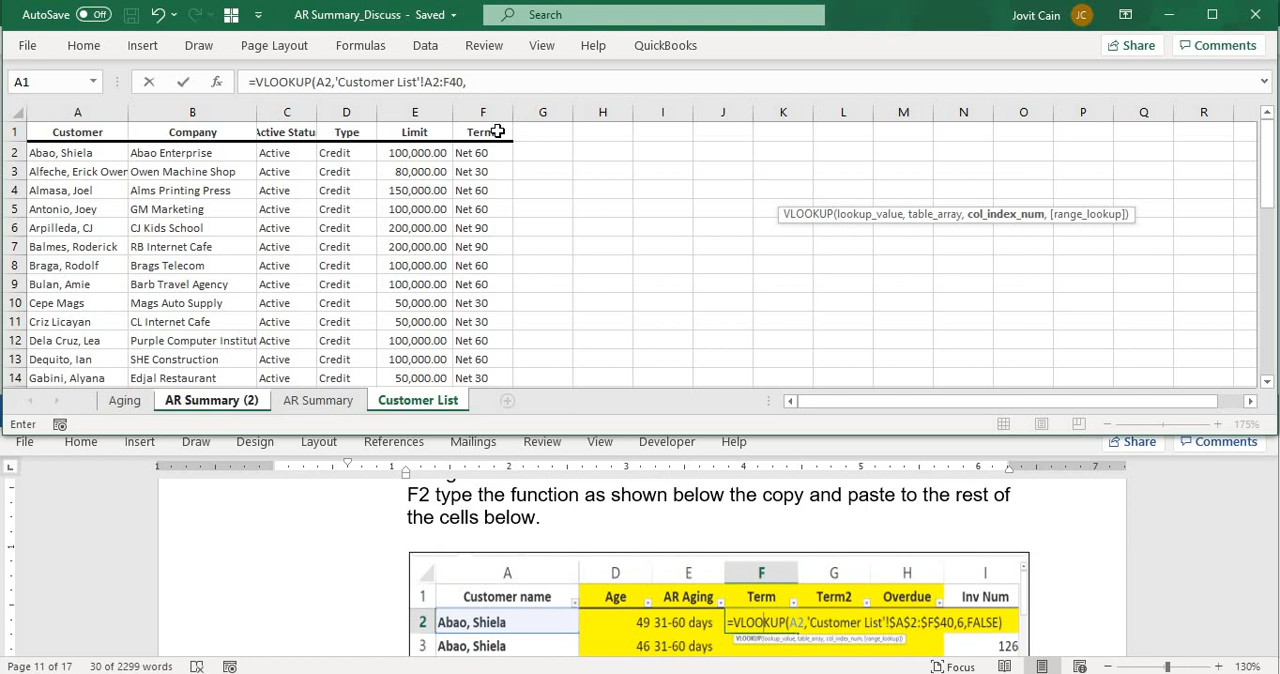 AutoSave Off AR Summary_Discuss - Saved Search Jovit Cain JC
File Home Insert Draw Page Layout Formulas Data Review View Help QuickBooks Share Comments
A1 fx =VLOOKUP(A2,'Customer List'!A2:F40,
A B C D E F G H I J K L M N O P Q R
1 Customer Company Active Statu Type Limit Term
2 Abao, Shiela Abao Enterprise Active Credit 100,000.00 Net 60
3 Alfeche, Erick Ower Owen Machine Shop Active Credit 80,000.00 Net 30
4 Almasa, Joel Alms Printing Press Active Credit 150,000.00 Net 60
5 Antonio, Joey GM Marketing Active Credit 100,000.00 Net 60
6 Arpilleda, CJ CJ Kids School Active Credit 200,000.00 Net 90
7 Balmes, Roderick RB Internet Cafe Active Credit 200,000.00 Net 90
8 Braga, Rodolf Brags Telecom Active Credit 100,000.00 Net 60
9 Bulan, Amie Barb Travel Agency Active Credit 100,000.00 Net 60
10 Cepe Mags Mags Auto Supply Active Credit 50,000.00 Net 30
11 Criz Licayan CL Internet Cafe Active Credit 50,000.00 Net 30
12 Dela Cruz, Lea Purple Computer Institut Active Credit 100,000.00 Net 60
13 Dequito, Ian SHE Construction Active Credit 100,000.00 Net 60
14 Gabini, Alyana Edjal Restaurant Active Credit 50,000.00 Net 30
VLOOKUP(lookup_value, table_array, col_index_num, [range_lookup])
Aging AR Summary (2) AR Summary Customer List
Enter 175%
File Home Insert Draw Design Layout References Mailings Review View Developer Help Share Comments
1 1 2 3 4 5 6 7
F2 type the function as shown below the copy and paste to the rest of
the cells below.
A D E F G H I
1 Customer name Age AR Aging Term Term2 Overdue Inv Num
2 Abao, Shiela 49 31-60 days =VLOOKUP(A2,'Customer List'!$A$2:$F$40,6,FALSE)
VLOOKUP(lookup_value, table_array, col_index_num, [range_lookup])
3 Abao, Shiela 46 31-60 days 126
Page 11 of 17 30 of 2299 words Focus 130%